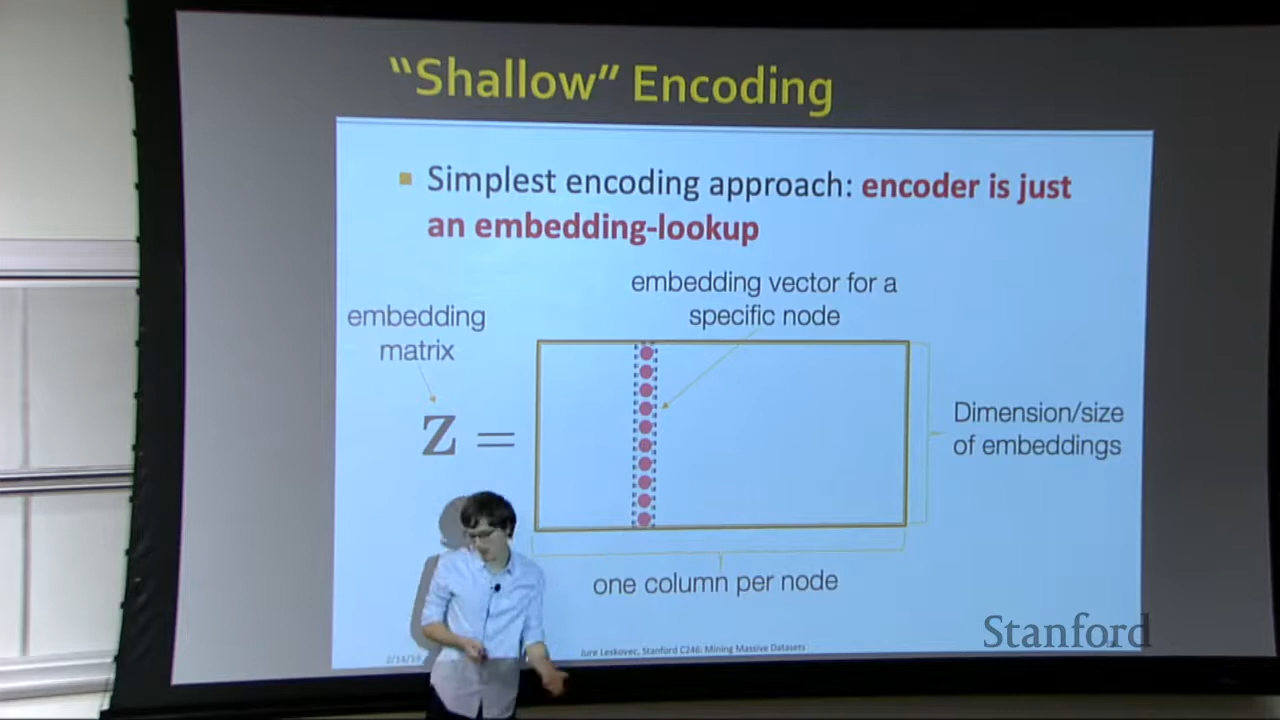 “Shallow” Encoding
Simplest encoding approach: encoder is just
an embedding-lookup
embedding vector for a
specific node
embedding
matrix
Z =
Dimension/size
of embeddings
one column per node
Stanford
Jure Leskovec, Stanford C246: Mining Massive Datasets